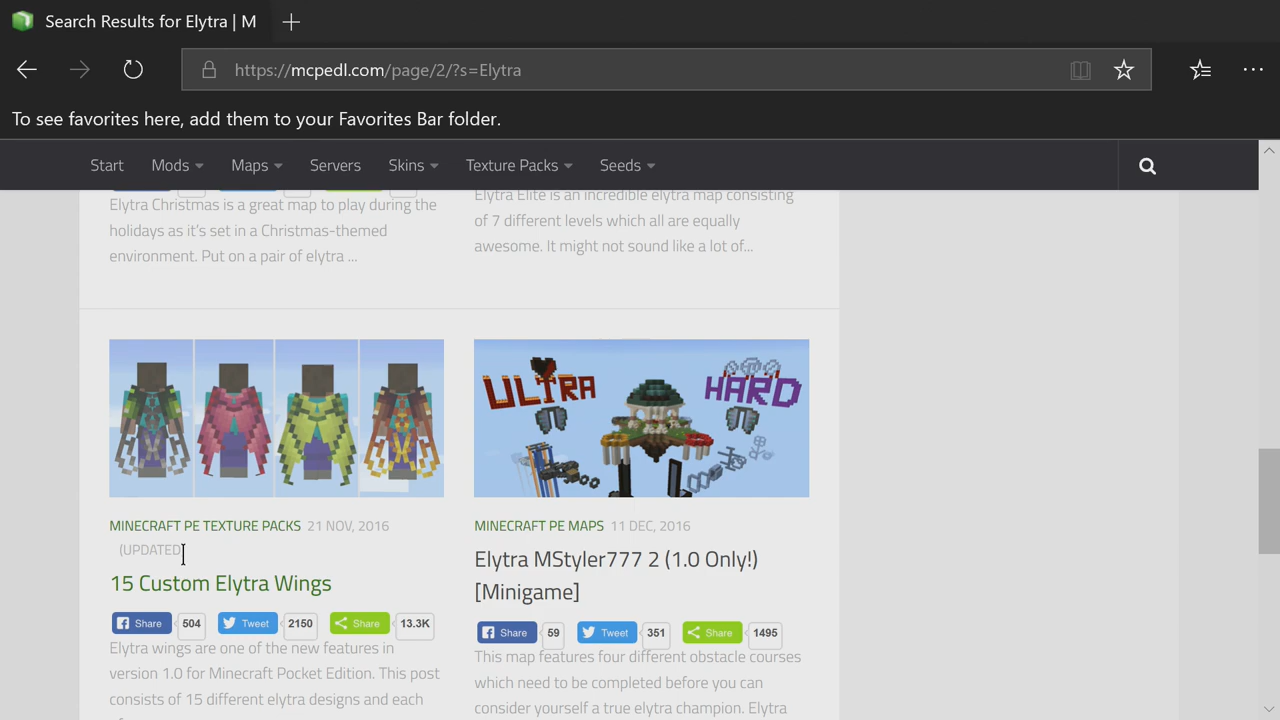 Search Results for Elytra | M
https://mcpedl.com/page/2/?s=Elytra
To see favorites here, add them to your Favorites Bar folder.
Start Mods Maps Servers Skins Texture Packs Seeds
Elytra Christmas is a great map to play during the
holidays as it's set in a Christmas-themed
environment. Put on a pair of elytra ...
Elytra Elite is an incredible elytra map consisting
of 7 different levels which all are equally
awesome. It might not sound like a lot of...
MINECRAFT PE TEXTURE PACKS 21 NOV, 2016
(UPDATED)
15 Custom Elytra Wings
Share 504 Tweet 2150 Share 13.3K
Elytra wings are one of the new features in
version 1.0 for Minecraft Pocket Edition. This post
consists of 15 different elytra designs and each
ULTRA HARD
MINECRAFT PE MAPS 11 DEC, 2016
Elytra MStyler777 2 (1.0 Only!)
[Minigame]
Share 59 Tweet 351 Share 1495
This map features four different obstacle courses
which need to be completed before you can
consider yourself a true elytra champion. Elytra